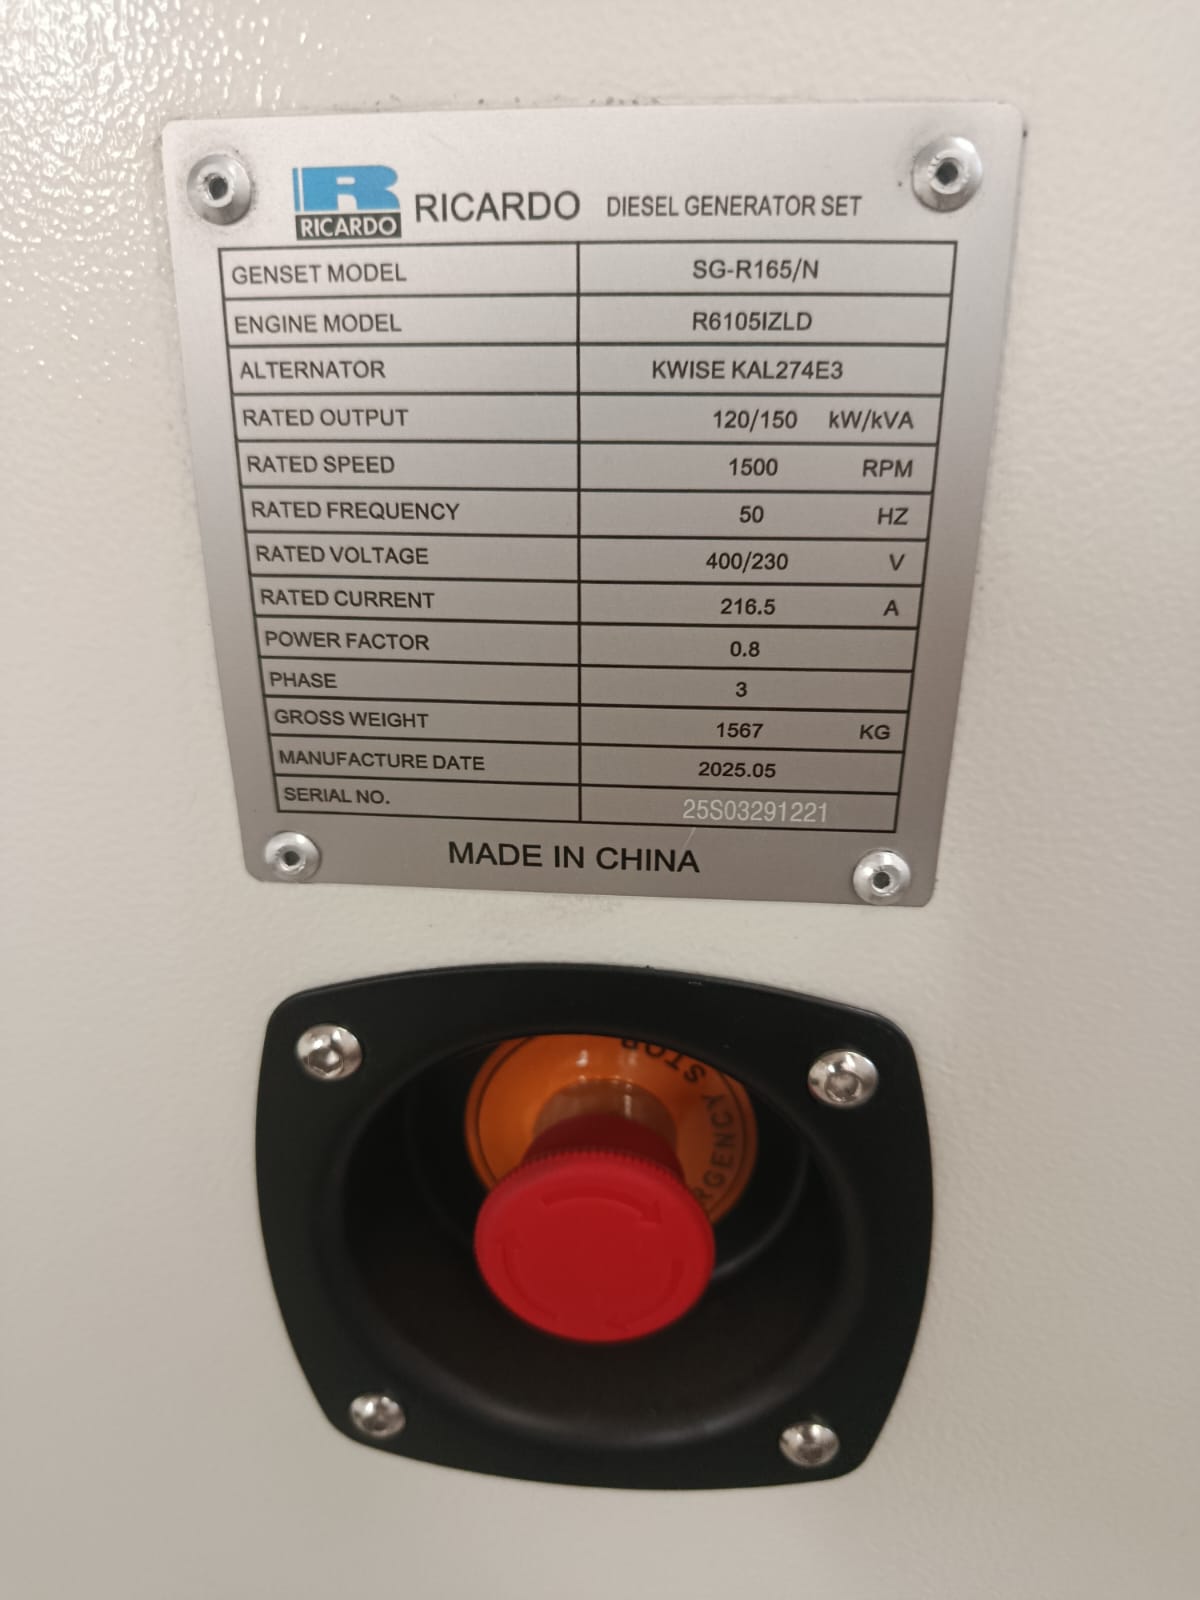 R
RICARDO
RICARDO DIESEL GENERATOR SET
GENSET MODEL SG-R165/N
ENGINE MODEL R6105IZLD
ALTERNATOR KWISE KAL274E3
RATED OUTPUT 120/150 kW/kVA
RATED SPEED 1500 RPM
RATED FREQUENCY 50 HZ
RATED VOLTAGE 400/230 V
RATED CURRENT 216.5 A
POWER FACTOR 0.8
PHASE 3
GROSS WEIGHT 1567 KG
MANUFACTURE DATE 2025.05
SERIAL NO. 25S03291221
MADE IN CHINA
RGENCY STOP